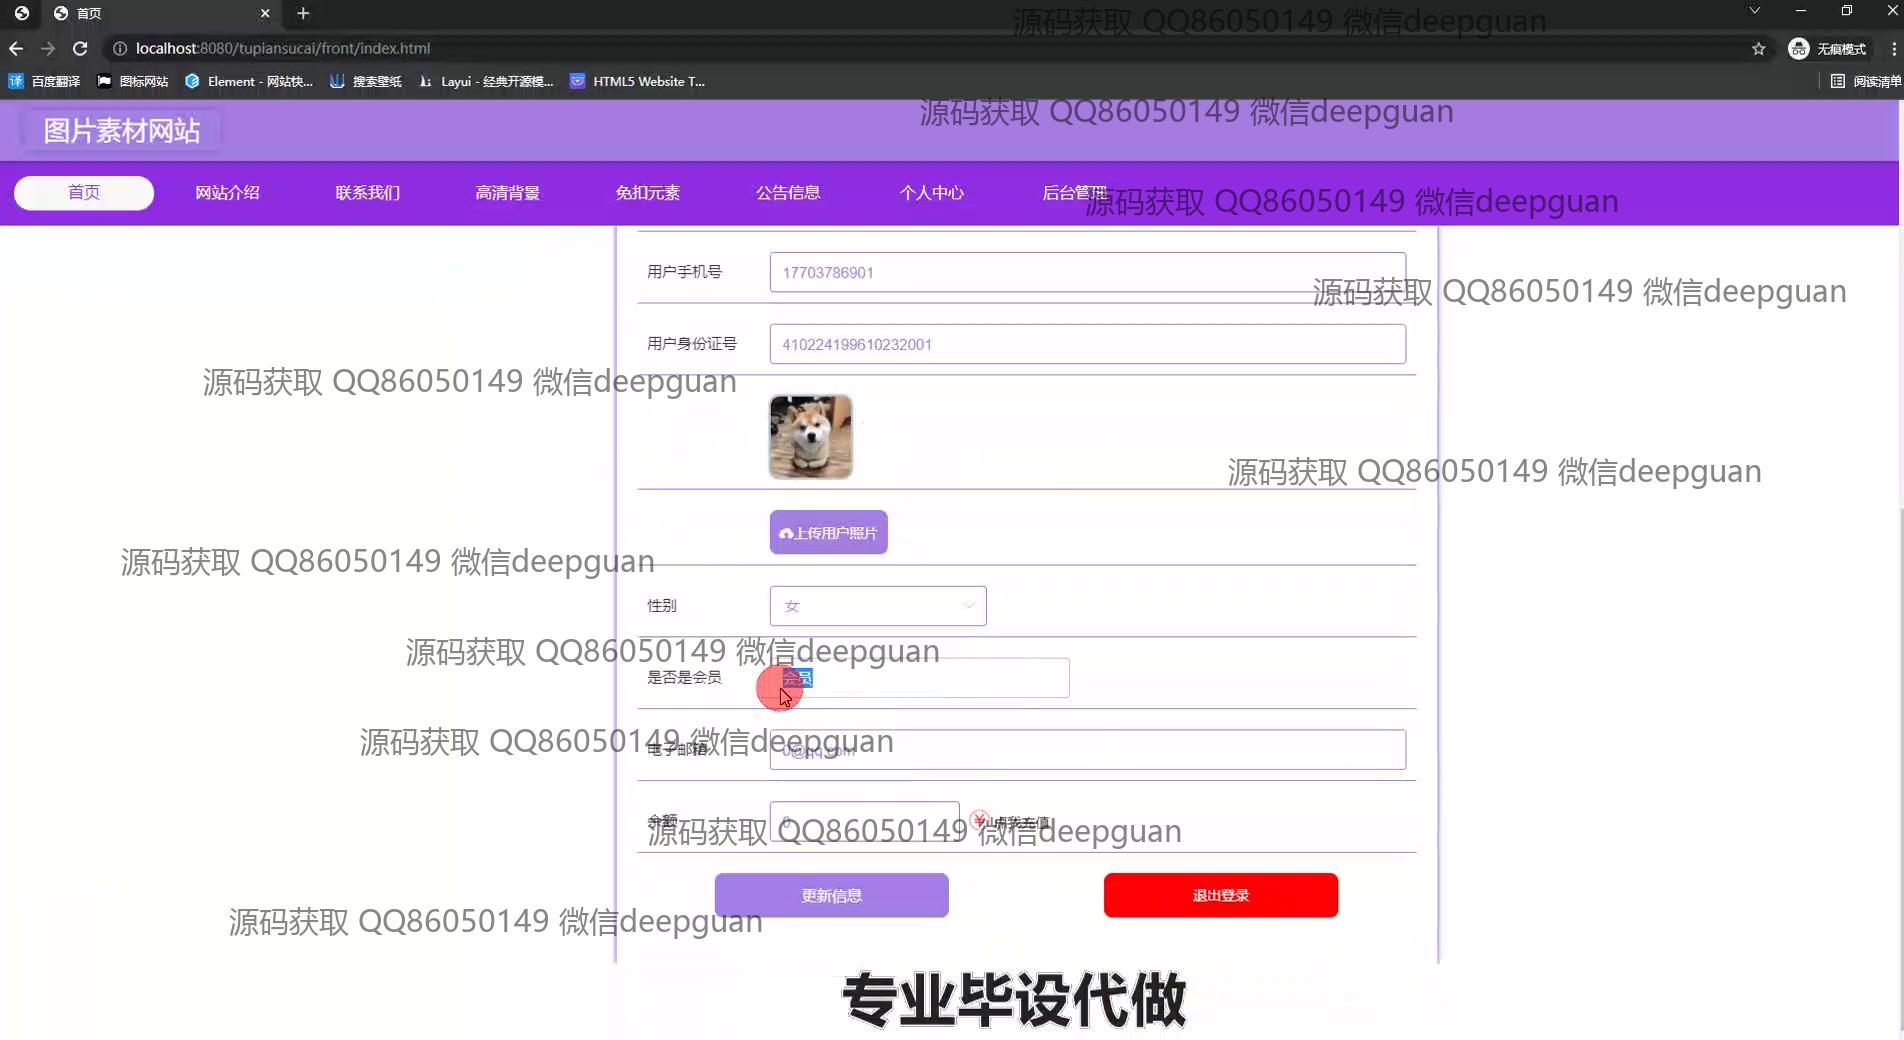 首页
源码获取 QQ86050149 微信deepguan
localhost:8080/tupiansucai/front/index.html
无痕模式
百度翻译 图标网站 Element - 网站快... 搜索壁纸 Layui - 经典开源模... HTML5 Website T...
阅读清单
图片素材网站
源码获取 QQ86050149 微信deepguan
首页 网站介绍 联系我们 高清背景 免扣元素 公告信息 个人中心 后台管理
源码获取 QQ86050149 微信deepguan
用户手机号 17703786901
源码获取 QQ86050149 微信deepguan
用户身份证号 410224199610232001
源码获取 QQ86050149 微信deepguan
源码获取 QQ86050149 微信deepguan
上传用户照片
源码获取 QQ86050149 微信deepguan
性别 女
源码获取 QQ86050149 微信deepguan
是否是会员 会员
源码获取 QQ86050149 微信deepguan
电子邮箱 0@qq.com
余额 0 点我充值
源码获取 QQ86050149 微信deepguan
更新信息 退出登录
源码获取 QQ86050149 微信deepguan
专业毕设代做